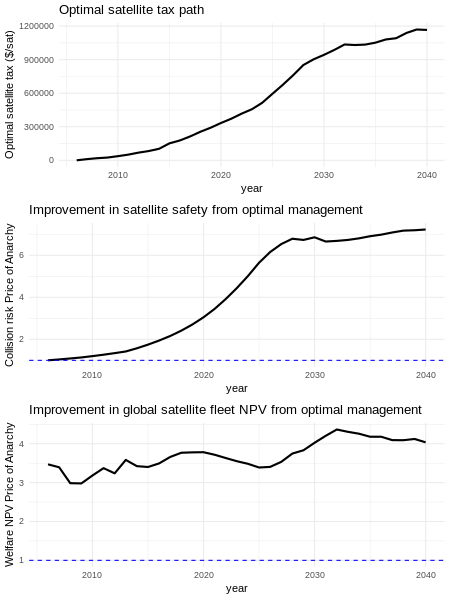 Optimal satellite tax path
Optimal satellite tax ($/sat)
1200000
900000
600000
300000
0
2010
2020
2030
2040
year
Improvement in satellite safety from optimal management
Collision risk Price of Anarchy
6
4
2
2010
2020
2030
2040
year
Improvement in global satellite fleet NPV from optimal management
Welfare NPV Price of Anarchy
4
3
2
1
2010
2020
2030
2040
year